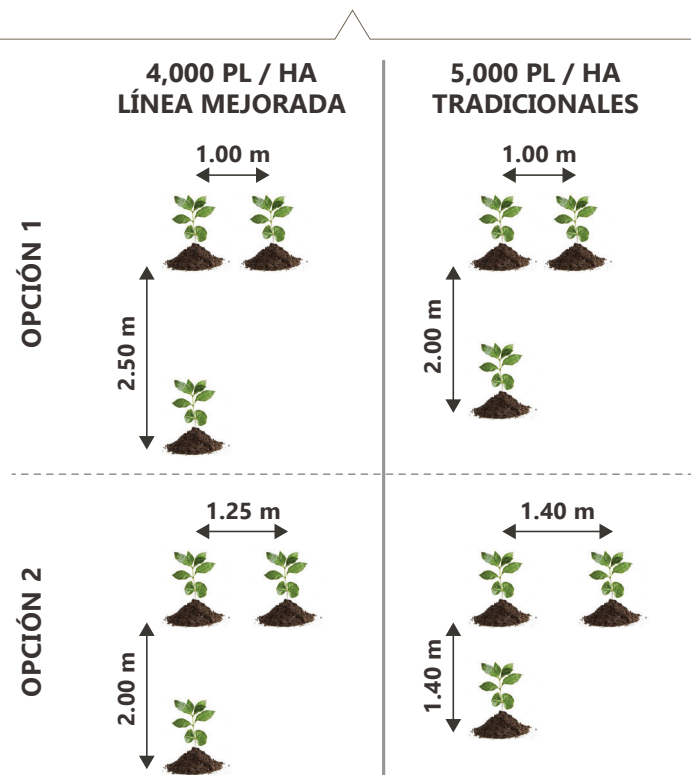 4,000 PL / HA
LÍNEA MEJORADA
5,000 PL / HA
TRADICIONALES
OPCIÓN 1
1.00 m
2.50 m
1.00 m
2.00 m
OPCIÓN 2
1.25 m
2.00 m
1.40 m
1.40 m